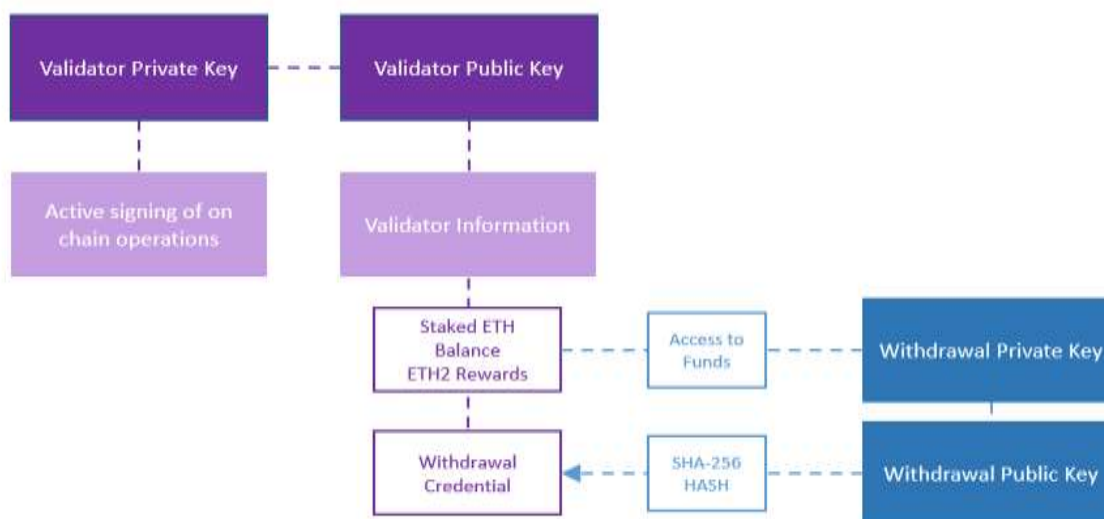 Validator Private Key
Validator Public Key
Active signing of on
chain operations
Validator Information
Staked ETH
Balance
ETH2 Rewards
Access to
Funds
Withdrawal Private Key
Withdrawal
Credential
SHA-256
HASH
Withdrawal Public Key